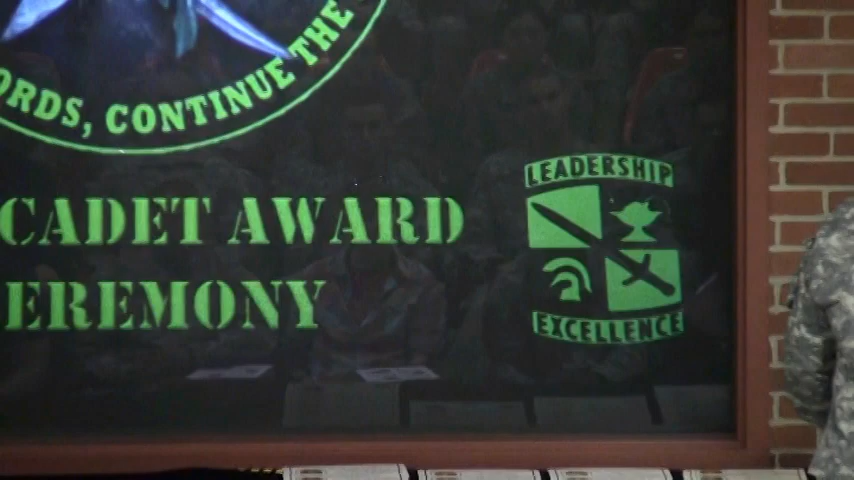 ORDS, CONTINUE THE
CADET AWARD
EREMONY
LEADERSHIP
EXCELLENCE